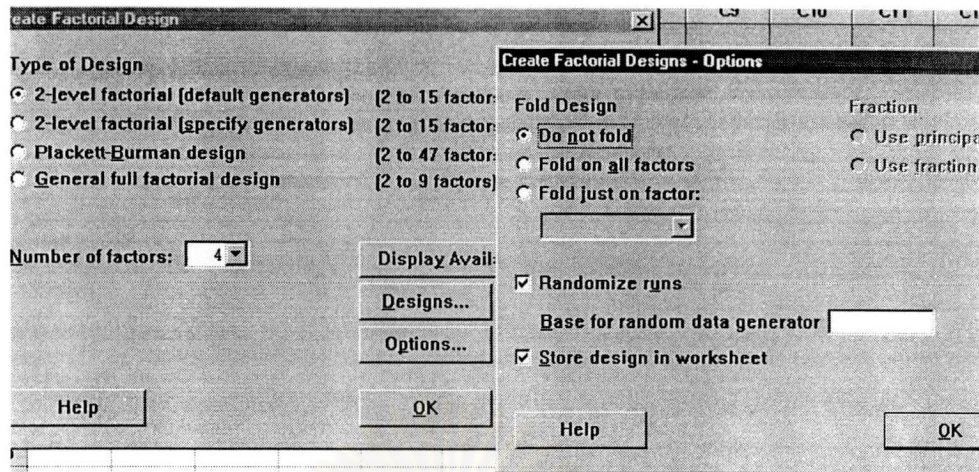 eate Factorial Design
C9 C10 C11 C1
Type of Design
2-level factorial (default generators) (2 to 15 factor
2-level factorial (specify generators) (2 to 15 factor
Plackett-Burman design (2 to 47 factor
General full factorial design (2 to 9 factors)
Number of factors: 4
Display Avail
Designs...
Options...
Help
OK
Create Factorial Designs - Options
Fold Design
Do not fold
Fold on all factors
Fold just on factor:
Fraction
Use principa
Use fraction
Randomize runs
Base for random data generator
Store design in worksheet
Help
OK